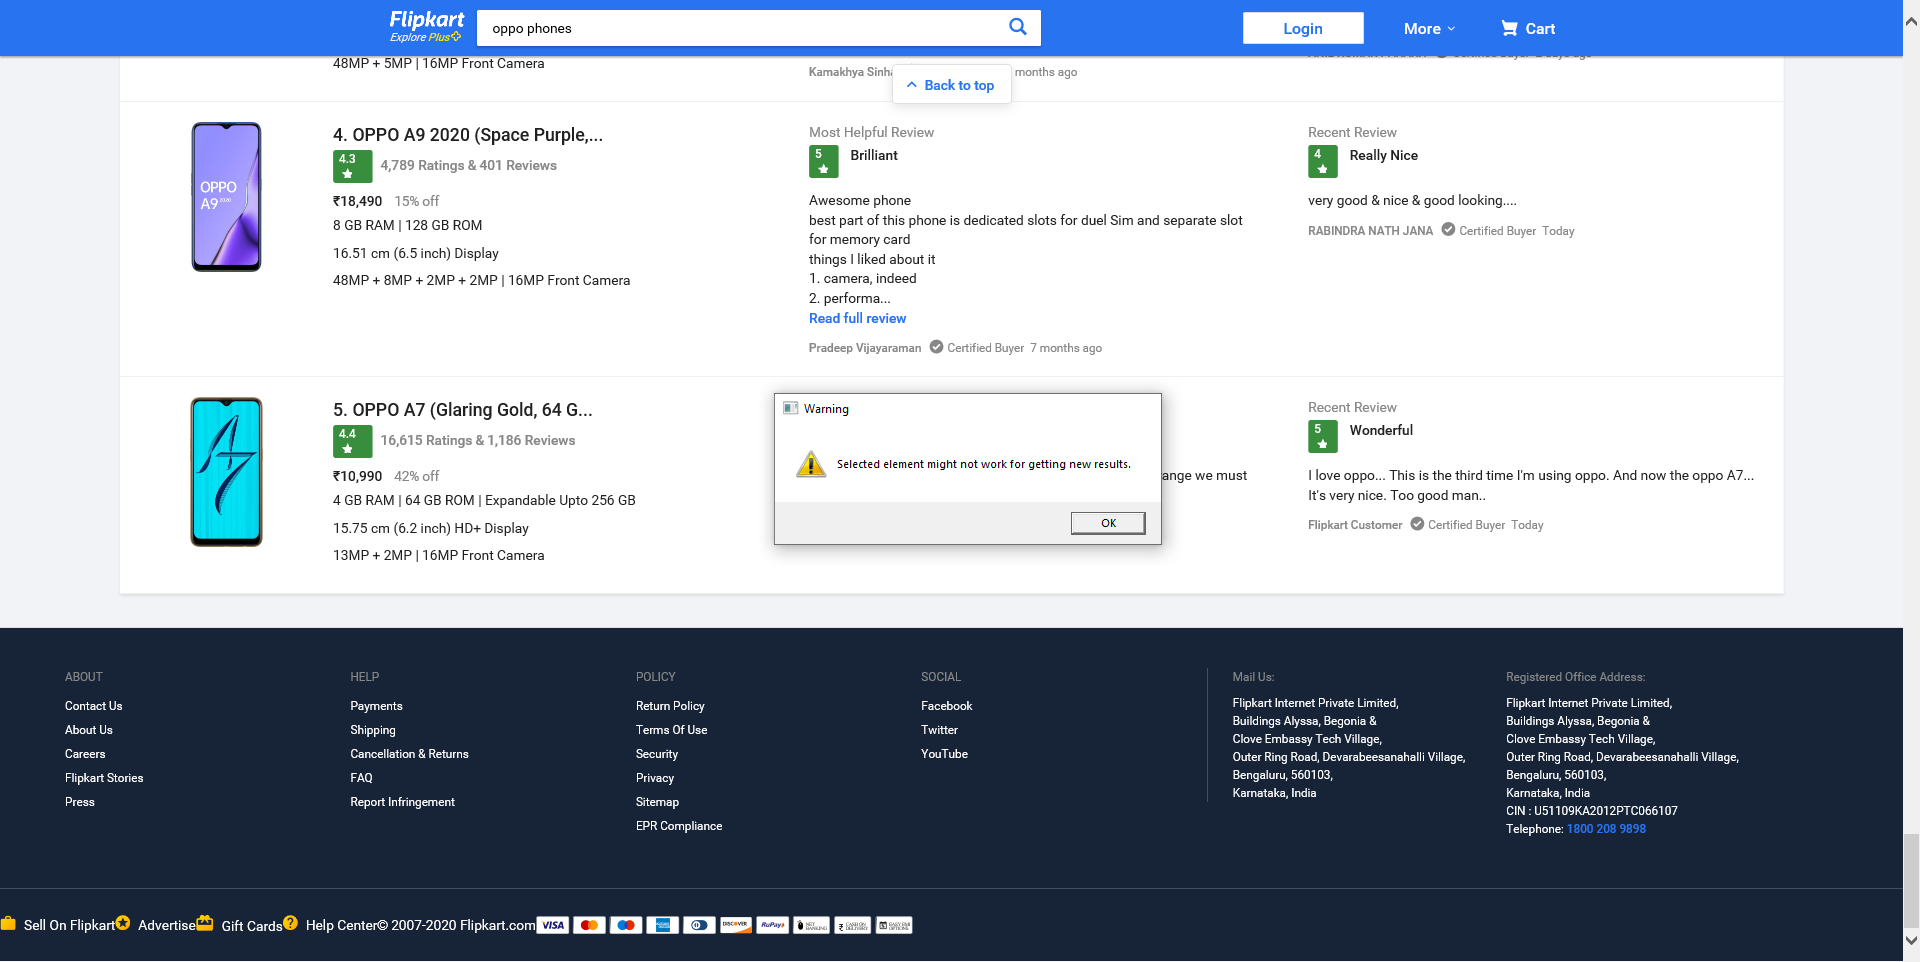 Flipkart
Explore Plus
oppo phones
Login
More
Cart
48MP + 5MP | 16MP Front Camera
Kamakhya Sinha
months ago
Back to top
4. OPPO A9 2020 (Space Purple,...
4.3
4,789 Ratings & 401 Reviews
₹18,490 15% off
8 GB RAM | 128 GB ROM
16.51 cm (6.5 inch) Display
48MP + 8MP + 2MP + 2MP | 16MP Front Camera
OPPO
A9 2020
Most Helpful Review
5 Brilliant
Awesome phone
best part of this phone is dedicated slots for duel Sim and separate slot
for memory card
things I liked about it
1. camera, indeed
2. performa...
Read full review
Pradeep Vijayaraman Certified Buyer 7 months ago
Recent Review
4 Really Nice
very good & nice & good looking....
RABINDRA NATH JANA Certified Buyer Today
5. OPPO A7 (Glaring Gold, 64 G...
4.4
16,615 Ratings & 1,186 Reviews
₹10,990 42% off
4 GB RAM | 64 GB ROM | Expandable Upto 256 GB
15.75 cm (6.2 inch) HD+ Display
13MP + 2MP | 16MP Front Camera
A7
Warning
Selected element might not work for getting new results.
OK
ange we must
Recent Review
5 Wonderful
I love oppo... This is the third time I'm using oppo. And now the oppo A7...
It's very nice. Too good man..
Flipkart Customer Certified Buyer Today
ABOUT
Contact Us
About Us
Careers
Flipkart Stories
Press
HELP
Payments
Shipping
Cancellation & Returns
FAQ
Report Infringement
POLICY
Return Policy
Terms Of Use
Security
Privacy
Sitemap
EPR Compliance
SOCIAL
Facebook
Twitter
YouTube
Mail Us:
Flipkart Internet Private Limited,
Buildings Alyssa, Begonia &
Clove Embassy Tech Village,
Outer Ring Road, Devarabeesanahalli Village,
Bengaluru, 560103,
Karnataka, India
Registered Office Address:
Flipkart Internet Private Limited,
Buildings Alyssa, Begonia &
Clove Embassy Tech Village,
Outer Ring Road, Devarabeesanahalli Village,
Bengaluru, 560103,
Karnataka, India
CIN : U51109KA2012PTC066107
Telephone: 1800 208 9898
Sell On Flipkart Advertise Gift Cards Help Center © 2007-2020 Flipkart.com VISA DISCOVER RuPay NET BANKING CASH ON DELIVERY EASY EMI OPTIONS